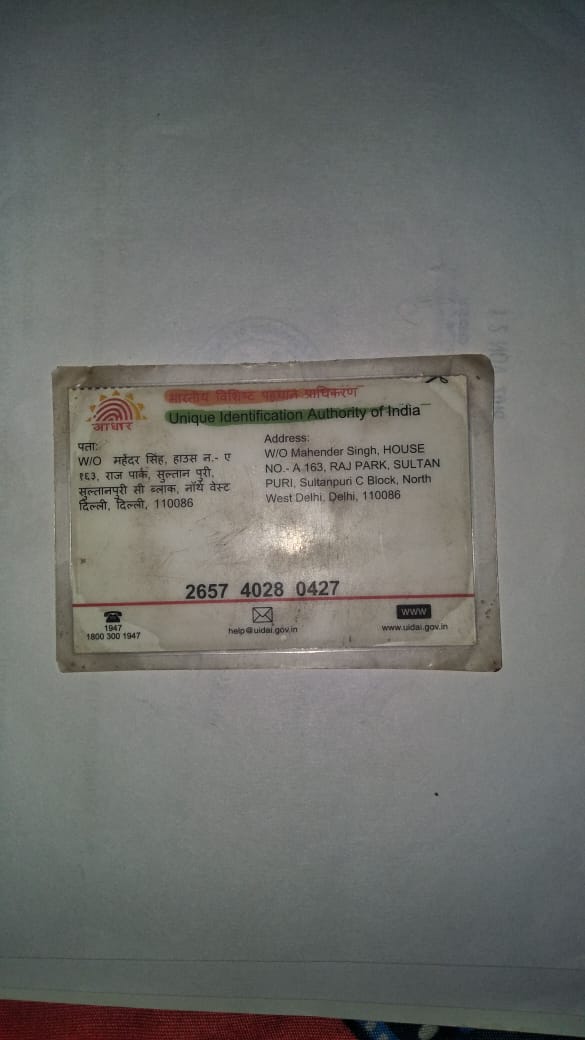 भारतीय विशिष्ट पहचान प्राधिकरण
Unique Identification Authority of India
आधार
पता:
W/O महेंदर सिंह, हाउस न.- ए
१६३, राज पार्क, सुल्तान पुरी,
सुल्तानपुरी सी ब्लाक, नॉर्थ वेस्ट
दिल्ली, दिल्ली, 110086
Address:
W/O Mahender Singh, HOUSE
NO.- A 163, RAJ PARK, SULTAN
PURI, Sultanpuri C Block, North
West Delhi, Delhi, 110086
2657 4028 0427
1947
1800 300 1947
help@uidai.gov.in
WWW
www.uidai.gov.in